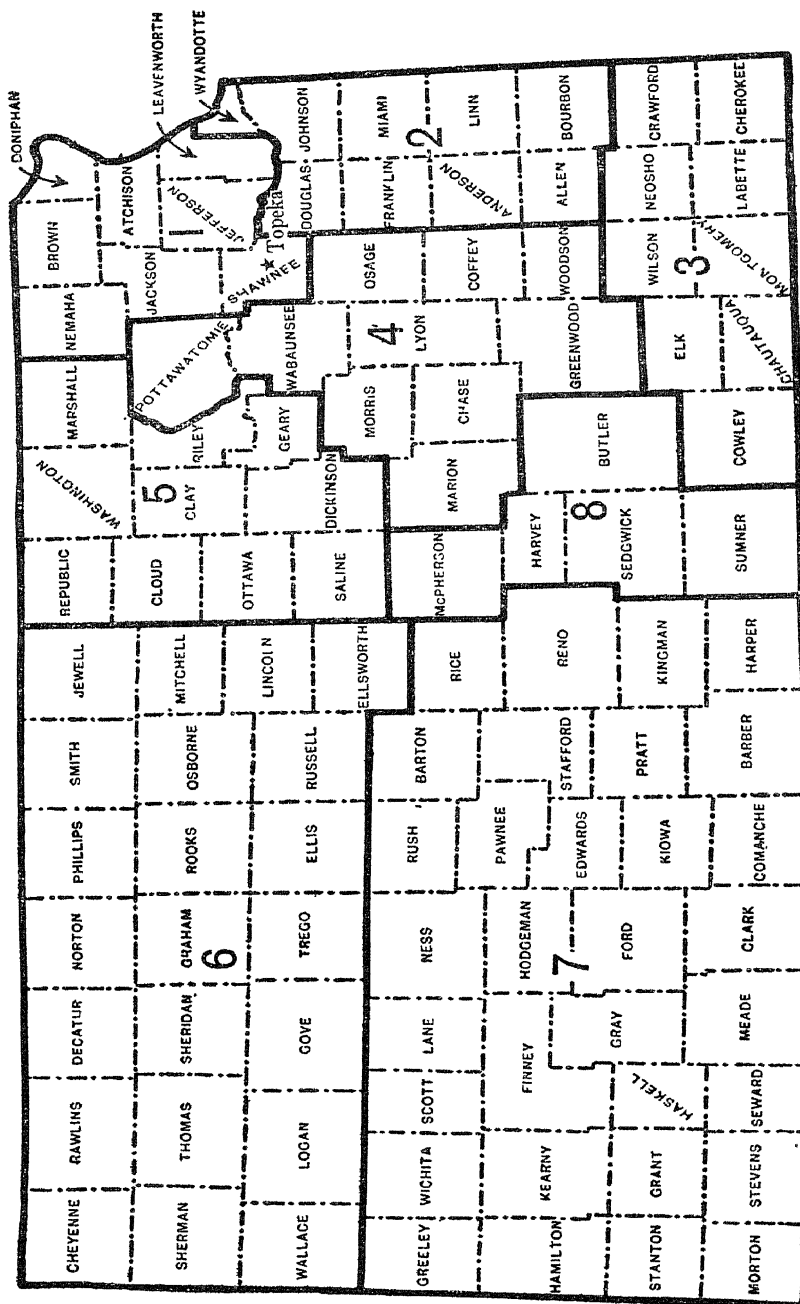 CHEYENNE
RAWLINS
DECATUR
NORTON
PHILLIPS
SMITH
JEWELL
REPUBLIC
WASHINGTON
MARSHALL
NEMAHA
BROWN
DONIPHAN
SHERMAN
THOMAS
SHERIDAN
GRAHAM
6
ROOKS
OSBORNE
MITCHELL
CLOUD
CLAY
5
RILEY
POTTAWATOMIE
JACKSON
ATCHISON
1
JEFFERSON
LEAVENWORTH
WYANDOTTE
WALLACE
LOGAN
GOVE
TREGO
ELLIS
RUSSELL
LINCOLN
OTTAWA
ELLSWORTH
SALINE
DICKINSON
GEARY
WABAUNSEE
SHAWNEE
Topeka
DOUGLAS
JOHNSON
GREELEY
WICHITA
SCOTT
LANE
NESS
RUSH
BARTON
RICE
McPHERSON
MARION
MORRIS
CHASE
LYON
4
OSAGE
COFFEY
FRANKLIN
MIAMI
2
ANDERSON
LINN
HAMILTON
KEARNY
FINNEY
HODGEMAN
7
PAWNEE
EDWARDS
STAFFORD
RENO
HARVEY
SEDGWICK
8
BUTLER
GREENWOOD
WOODSON
ALLEN
BOURBON
STANTON
GRANT
HASKELL
GRAY
FORD
KIOWA
PRATT
KINGMAN
ELK
WILSON
3
NEOSHO
CRAWFORD
MORTON
STEVENS
SEWARD
MEADE
CLARK
COMANCHE
BARBER
HARPER
SUMNER
COWLEY
CHAUTAUQUA
MONTGOMERY
LABETTE
CHEROKEE